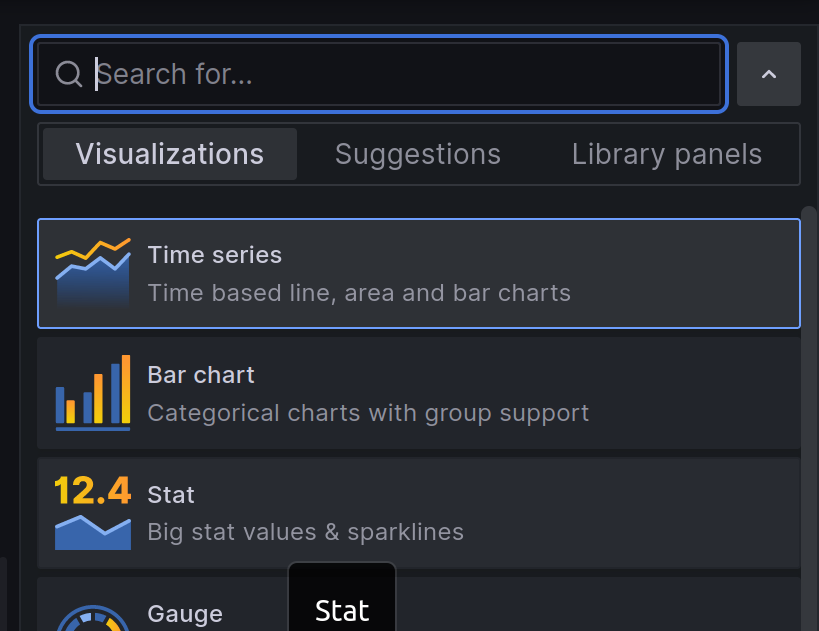 Search for...
Visualizations
Suggestions
Library panels
Time series
Time based line, area and bar charts
Bar chart
Categorical charts with group support
12.4
Stat
Big stat values & sparklines
Gauge
Stat